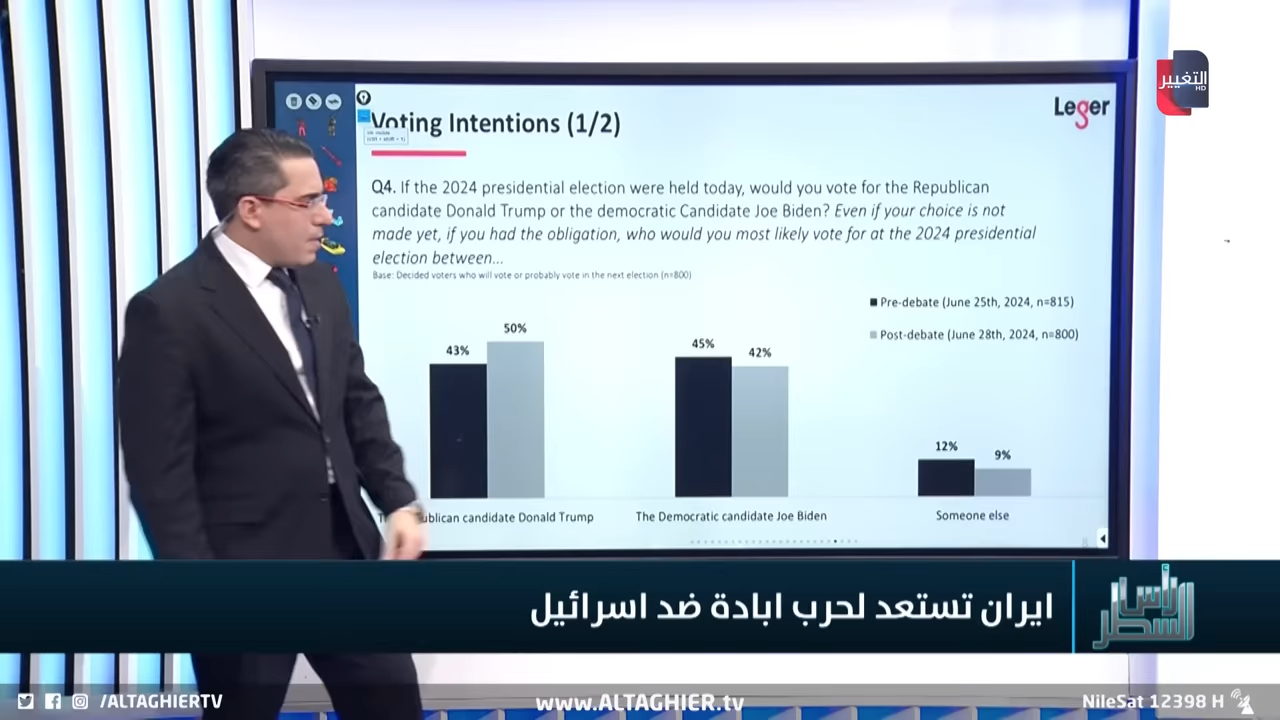 التغيير
HD
Leger
Voting Intentions (1/2)
Q4. If the 2024 presidential election were held today, would you vote for the Republican
candidate Donald Trump or the democratic Candidate Joe Biden? Even if your choice is not
made yet, if you had the obligation, who would you most likely vote for at the 2024 presidential
election between...
Base: Decided voters who will vote or probably vote in the next election (n=800)
Pre-debate (June 25th, 2024, n=815)
Post-debate (June 28th, 2024, n=800)
43%
50%
45%
42%
12%
9%
ublican candidate Donald Trump
The Democratic candidate Joe Biden
Someone else
ايران تستعد لحرب ابادة ضد اسرائيل
رأس
السطر
/ALTAGHIERTV
www.ALTAGHIER.tv
NileSat 12398 H